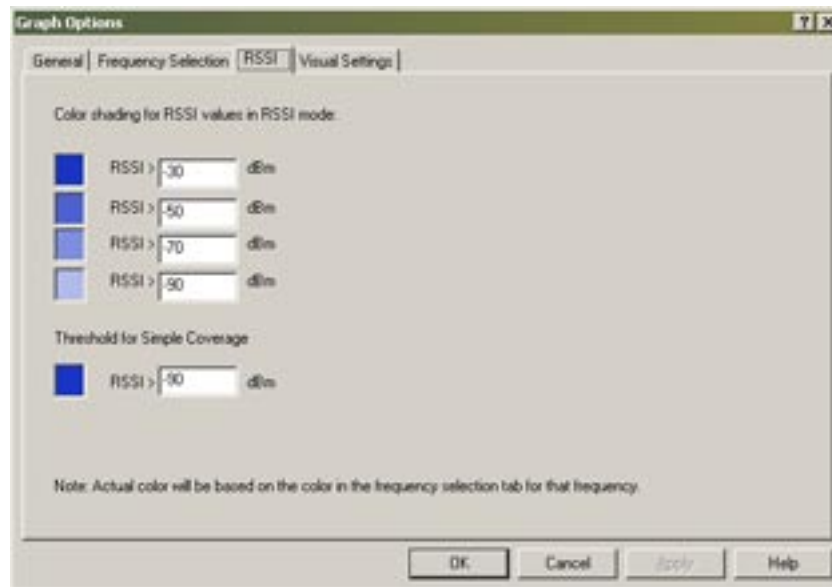 Graph Options
General Frequency Selection RSSI Visual Settings
Color shading for RSSI values in RSSI mode:
RSSI > -30 dBm
RSSI > -50 dBm
RSSI > -70 dBm
RSSI > -90 dBm
Threshold for Simple Coverage
RSSI > -90 dBm
Note: Actual color will be based on the color in the frequency selection tab for that frequency.
OK Cancel Apply Help